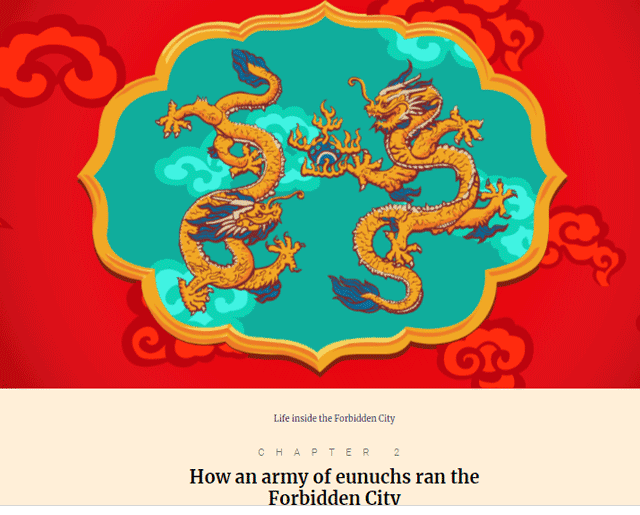 Life inside the Forbidden City
CHAPTER 2
How an army of eunuchs ran the
Forbidden City